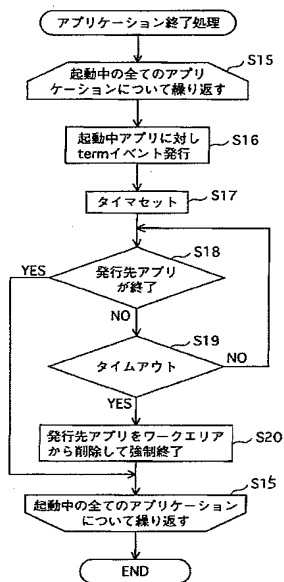 アプリケーション終了処理
S15
起動中の全てのアプリ
ケーションについて繰り返す
S16
起動中アプリに対し
termイベント発行
S17
タイマセット
S18
YES
発行先アプリ
が終了
NO
S19
タイムアウト
NO
YES
発行先アプリをワークエリア
から削除して強制終了
S20
S15
起動中の全てのアプリケーション
について繰り返す
END